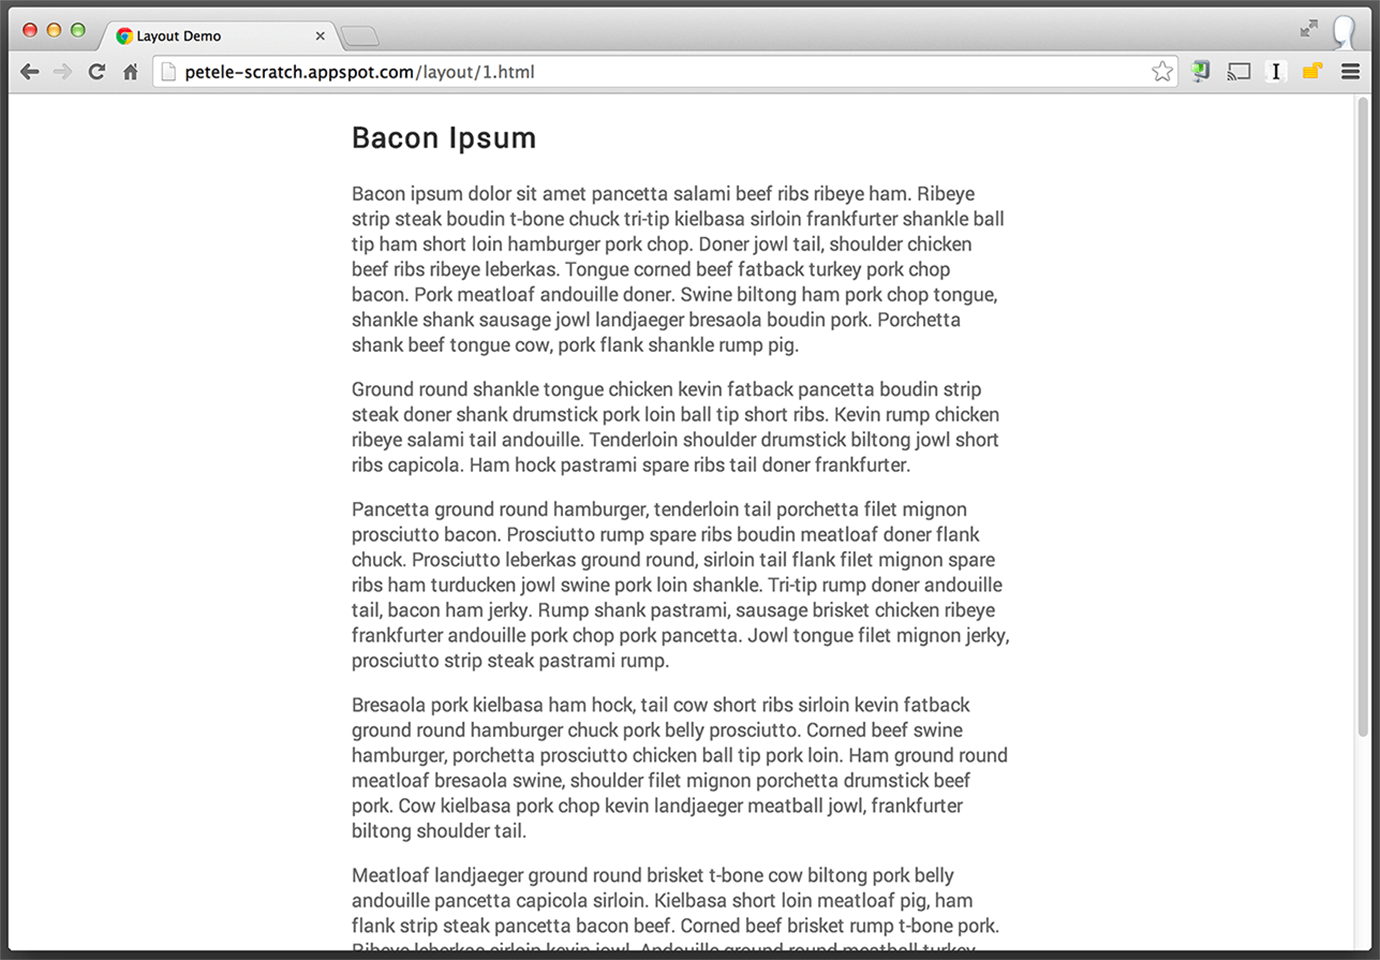 Layout Demo
petele-scratch.appspot.com/layout/1.html
Bacon Ipsum
Bacon ipsum dolor sit amet pancetta salami beef ribs ribeye ham. Ribeye
strip steak boudin t-bone chuck tri-tip kielbasa sirloin frankfurter shankle ball
tip ham short loin hamburger pork chop. Doner jowl tail, shoulder chicken
beef ribs ribeye leberkas. Tongue corned beef fatback turkey pork chop
bacon. Pork meatloaf andouille doner. Swine biltong ham pork chop tongue,
shankle shank sausage jowl landjaeger bresaola boudin pork. Porchetta
shank beef tongue cow, pork flank shankle rump pig.
Ground round shankle tongue chicken kevin fatback pancetta boudin strip
steak doner shank drumstick pork loin ball tip short ribs. Kevin rump chicken
ribeye salami tail andouille. Tenderloin shoulder drumstick biltong jowl short
ribs capicola. Ham hock pastrami spare ribs tail doner frankfurter.
Pancetta ground round hamburger, tenderloin tail porchetta filet mignon
prosciutto bacon. Prosciutto rump spare ribs boudin meatloaf doner flank
chuck. Prosciutto leberkas ground round, sirloin tail flank filet mignon spare
ribs ham turducken jowl swine pork loin shankle. Tri-tip rump doner andouille
tail, bacon ham jerky. Rump shank pastrami, sausage brisket chicken ribeye
frankfurter andouille pork chop pork pancetta. Jowl tongue filet mignon jerky,
prosciutto strip steak pastrami rump.
Bresaola pork kielbasa ham hock, tail cow short ribs sirloin kevin fatback
ground round hamburger chuck pork belly prosciutto. Corned beef swine
hamburger, porchetta prosciutto chicken ball tip pork loin. Ham ground round
meatloaf bresaola swine, shoulder filet mignon porchetta drumstick beef
pork. Cow kielbasa pork chop kevin landjaeger meatball jowl, frankfurter
biltong shoulder tail.
Meatloaf landjaeger ground round brisket t-bone cow biltong pork belly
andouille pancetta capicola sirloin. Kielbasa short loin meatloaf pig, ham
flank strip steak pancetta bacon beef. Corned beef brisket rump t-bone pork.
Ribeye leberkas sirloin kevin jowl. Andouille ground round meatball turkey